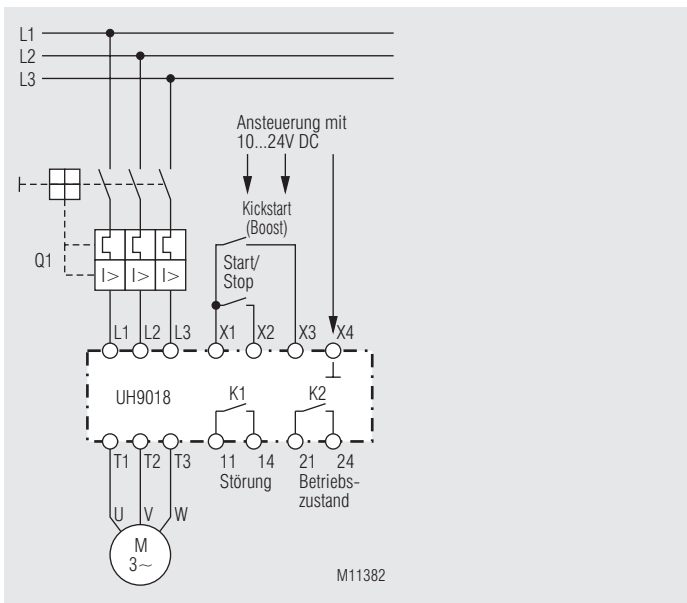 L1
L2
L3
Ansteuerung mit
10...24V DC
Kickstart
(Boost)
Q1
Start/
Stop
I> I> I>
L1 L2 L3 X1 X2 X3 X4
UH9018
K1 K2
T1 T2 T3 11 14 21 24
Störung
Betriebs-
zustand
U V W
M
3~
M11382